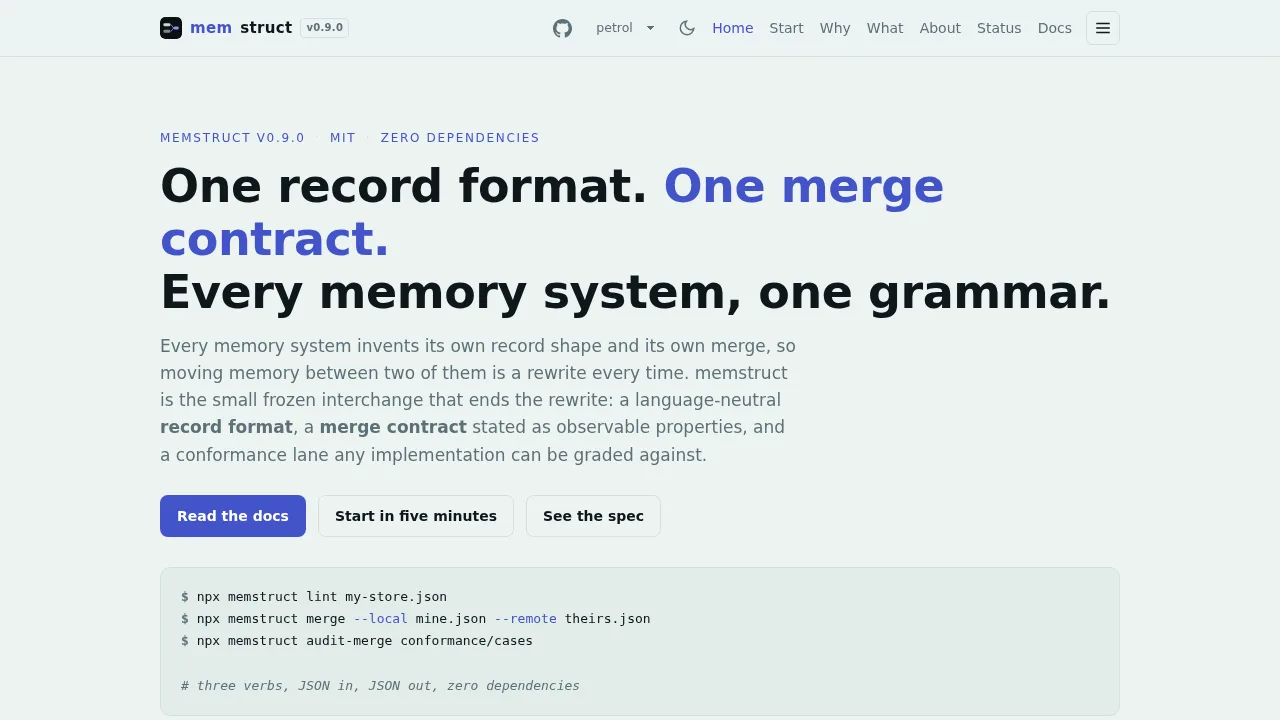 mem struct v0.9.0 petrol Home Start Why What About Status Docs
MEMSTRUCT V0.9.0 · MIT · ZERO DEPENDENCIES
One record format. One merge
contract.
Every memory system, one grammar.
Every memory system invents its own record shape and its own merge, so
moving memory between two of them is a rewrite every time. memstruct
is the small frozen interchange that ends the rewrite: a language-neutral
record format, a merge contract stated as observable properties, and
a conformance lane any implementation can be graded against.
Read the docs Start in five minutes See the spec
$ npx memstruct lint my-store.json
$ npx memstruct merge --local mine.json --remote theirs.json
$ npx memstruct audit-merge conformance/cases
# three verbs, JSON in, JSON out, zero dependencies